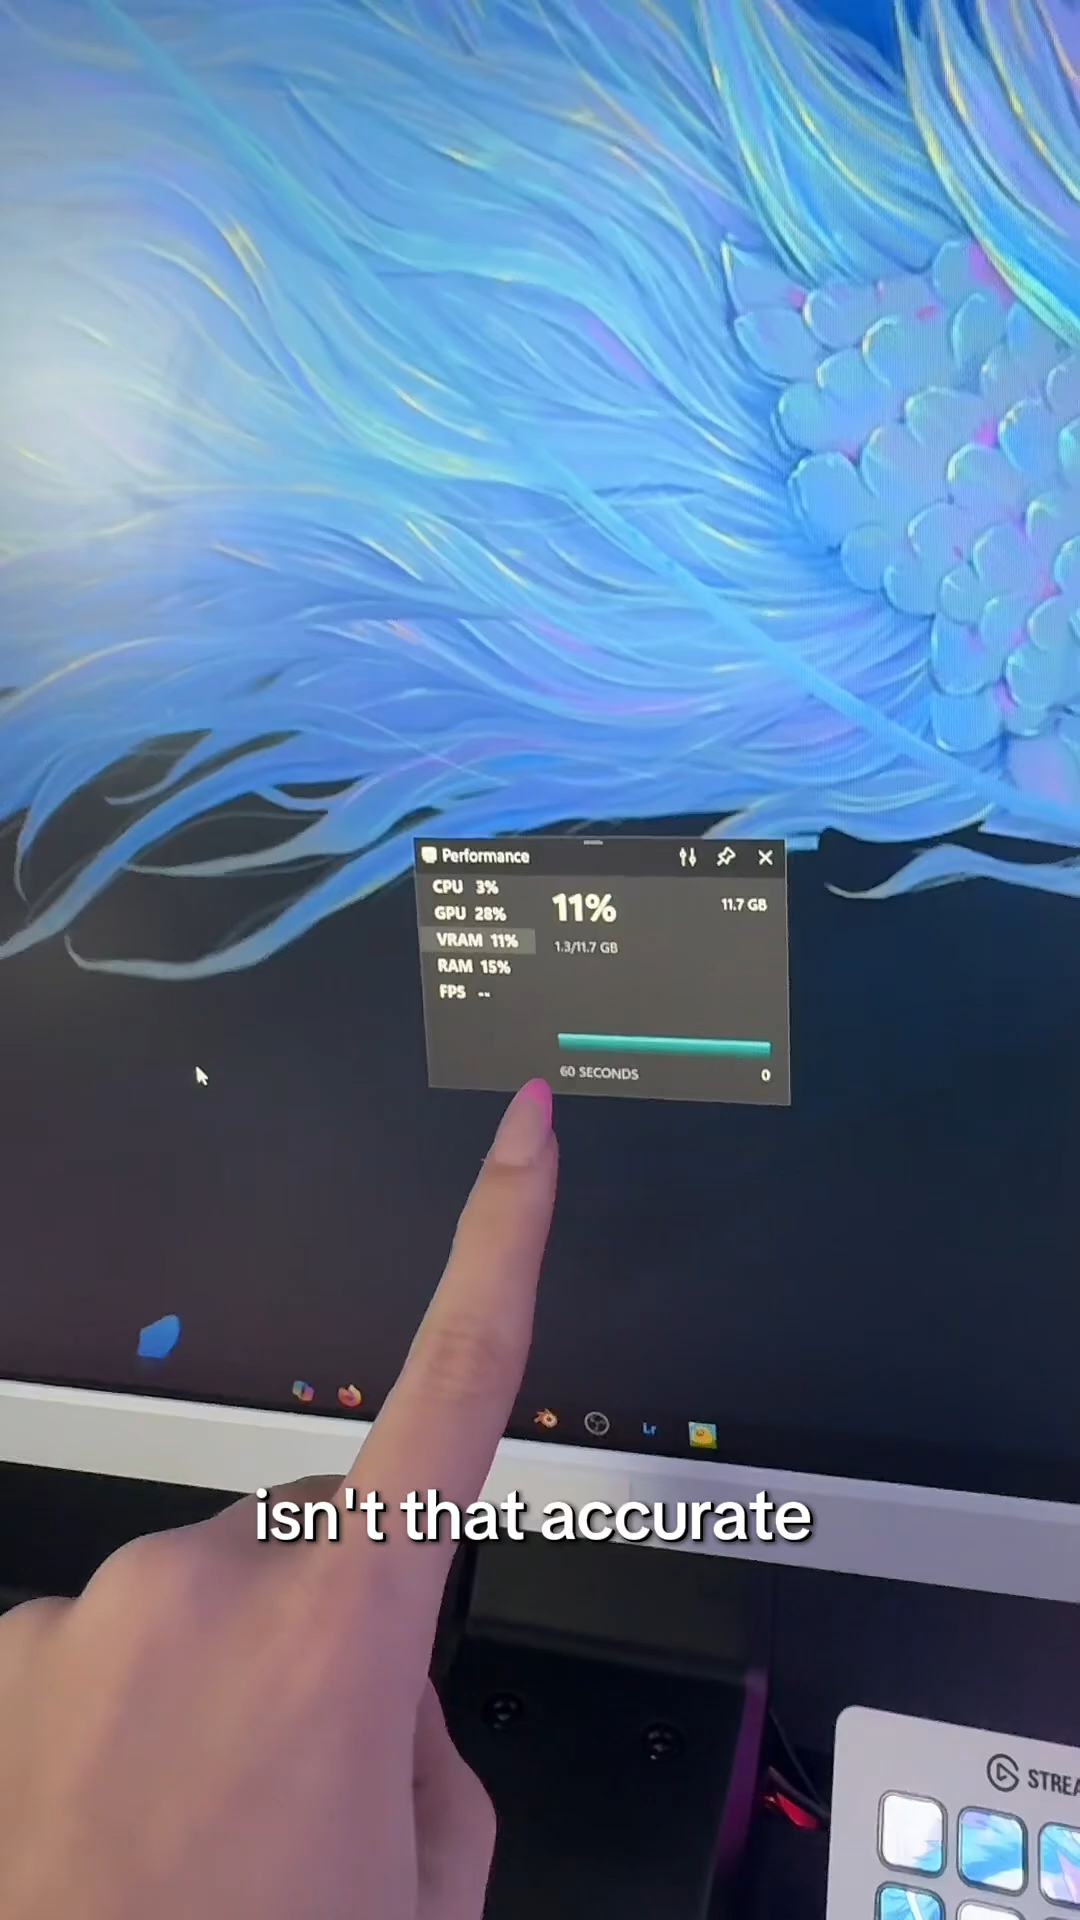 Performance
CPU 3%
GPU 28%
VRAM 11%
RAM 15%
FPS --
11%
11.7 GB
1.3/11.7 GB
60 SECONDS
0
Lr
isn't that accurate
STREA